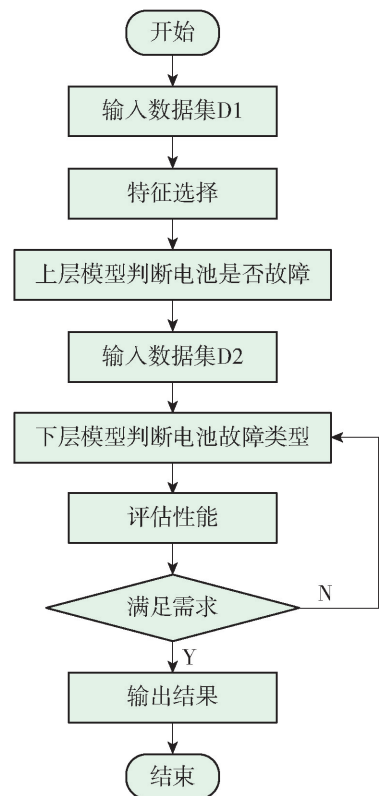 开始
输入数据集D1
特征选择
上层模型判断电池是否故障
输入数据集D2
下层模型判断电池故障类型
评估性能
满足需求
N
Y
输出结果
结束